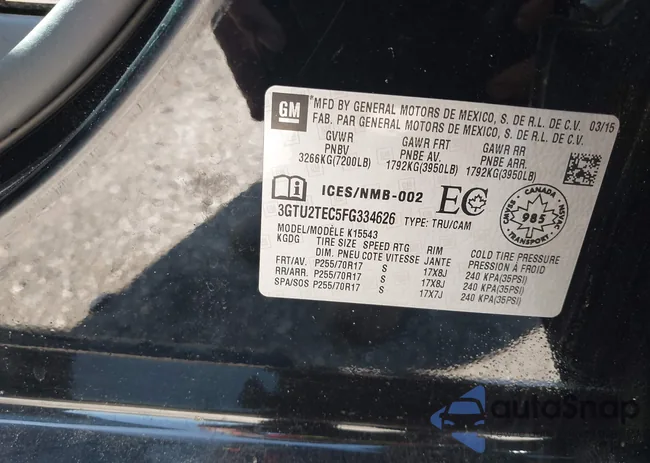 GM
MFD BY GENERAL MOTORS DE MEXICO, S. DE R.L. DE C.V. 03/15
FAB. PAR GENERAL MOTORS DE MEXICO, S. DE R.L. DE C.V.
GVWR GAWR FRT GAWR RR
PNBV PNBE AV. PNBE ARR.
3266KG(7200LB) 1792KG(3950LB) 1792KG(3950LB)
ICES/NMB-002 EC
CANADA
CMVSS NSVAC
985
TRANSPORT
3GTU2TEC5FG334626 TYPE: TRU/CAM
MODEL/MODÈLE K15543
KGDG TIRE SIZE SPEED RTG RIM COLD TIRE PRESSURE
DIM. PNEU COTE VITESSE JANTE PRESSION À FROID
FRT/AV. P255/70R17 S 17X8J 240 KPA(35PSI)
RR/ARR. P255/70R17 S 17X8J 240 KPA(35PSI)
SPA/SOS P255/70R17 S 17X7J 240 KPA(35PSI)
autoSnap